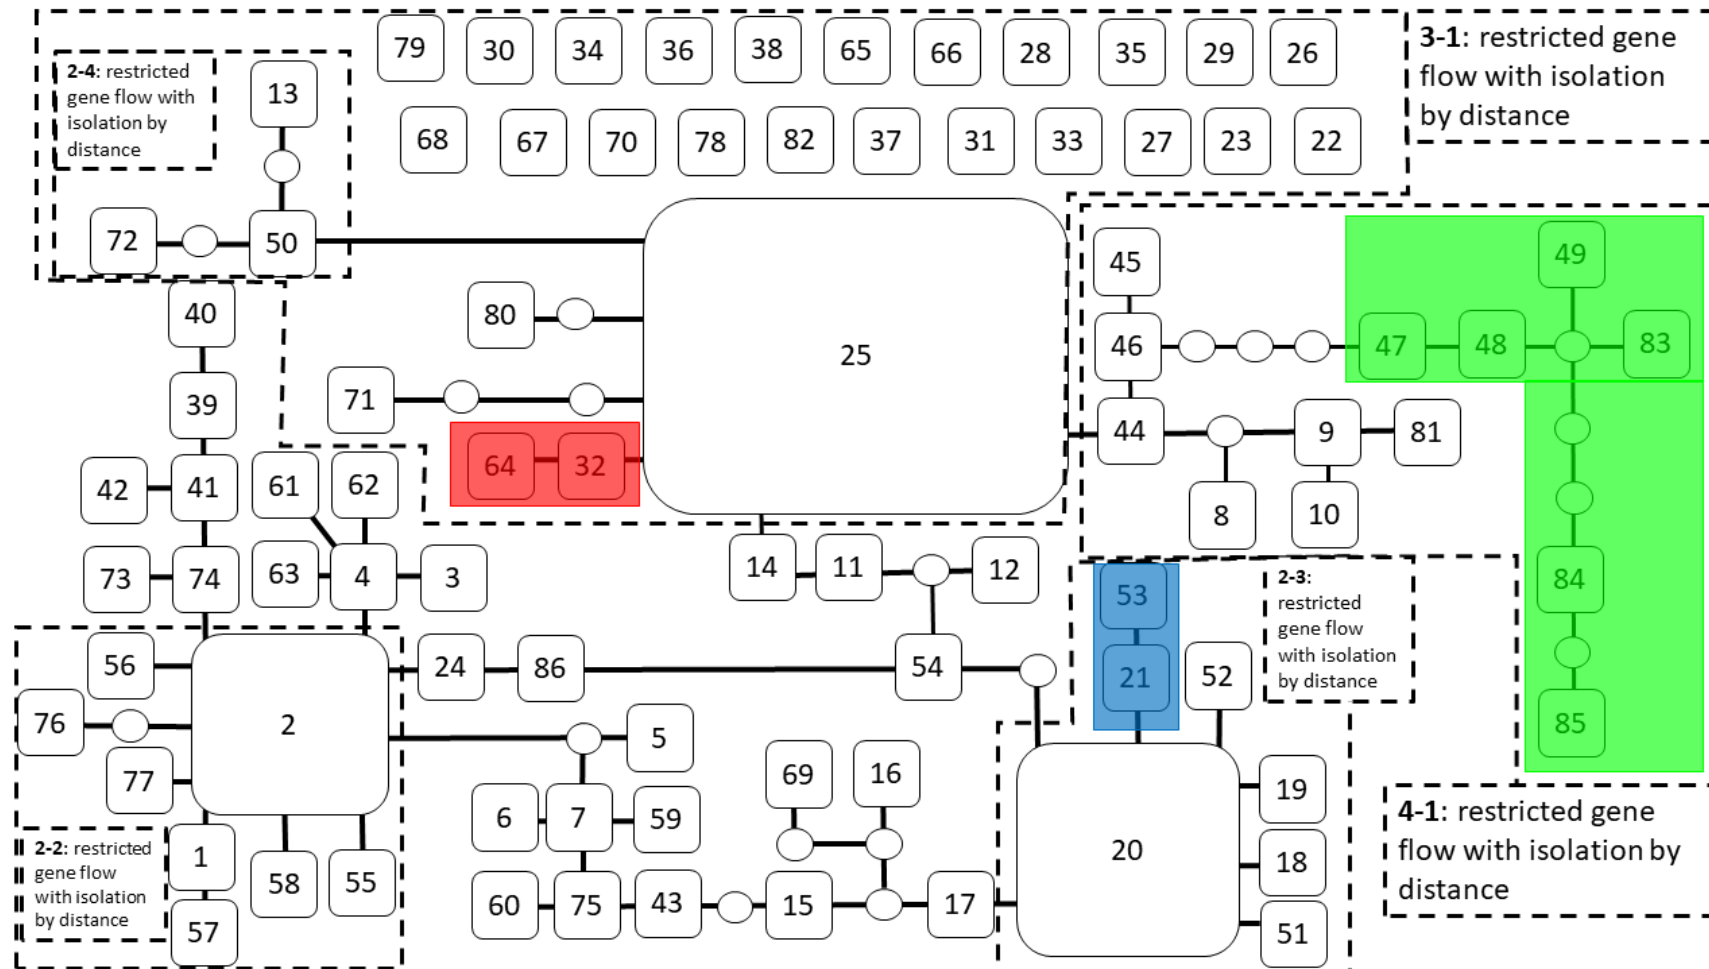 79 30 34 36 38 65 66 28 35 29 26
3-1: restricted gene
flow with isolation
by distance
2-4: restricted
gene flow with
isolation by
distance
13
68 67 70 78 82 37 31 33 27 23 22
72 50
45 49
40 80 25 46 47 48 83
39 71 44 9 81
64 32
42 41 61 62 8 10
73 74 63 4 3 14 11 12 53 84
2-3:
restricted
gene flow
with isolation
by distance
56 24 86 54 21 52
76 2 5 85
77 69 16 19
6 7 59
4-1: restricted gene
flow with isolation by
distance
1 58 55 20 18
2-2: restricted
gene flow
with isolation
by distance
60 75 43 15 17
57 51